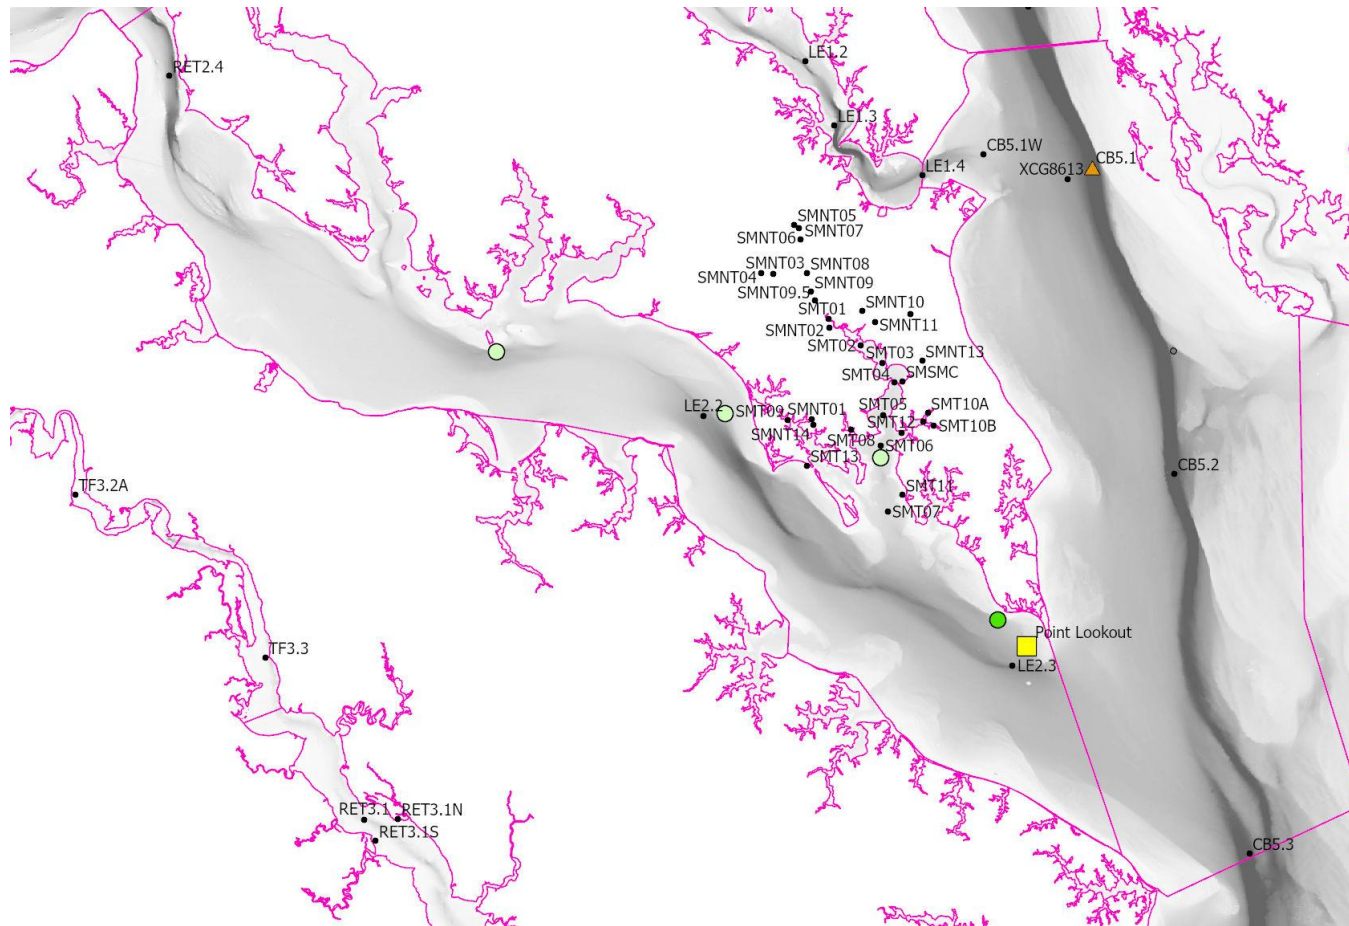 LE1.2
RET2.4
LE1.3
CB5.1W
CB5.1
LE1.4
XCG8613
SMNT05
SMNT07
SMNT06
SMNT03
SMNT08
SMNT04
SMNT09
SMNT09.5
SMT01
SMNT10
SMNT11
SMNT02
SMT02
SMT03
SMNT13
SMT04
SMSMC
LE2.2
SMT09
SMNT01
SMT05
SMT10A
SMNT14
SMT12
SMT10B
SMT08
SMT06
SMT13
CB5.2
TF3.2A
SMT11
SMT07
Point Lookout
TF3.3
LE2.3
RET3.1
RET3.1N
RET3.1S
CB5.3